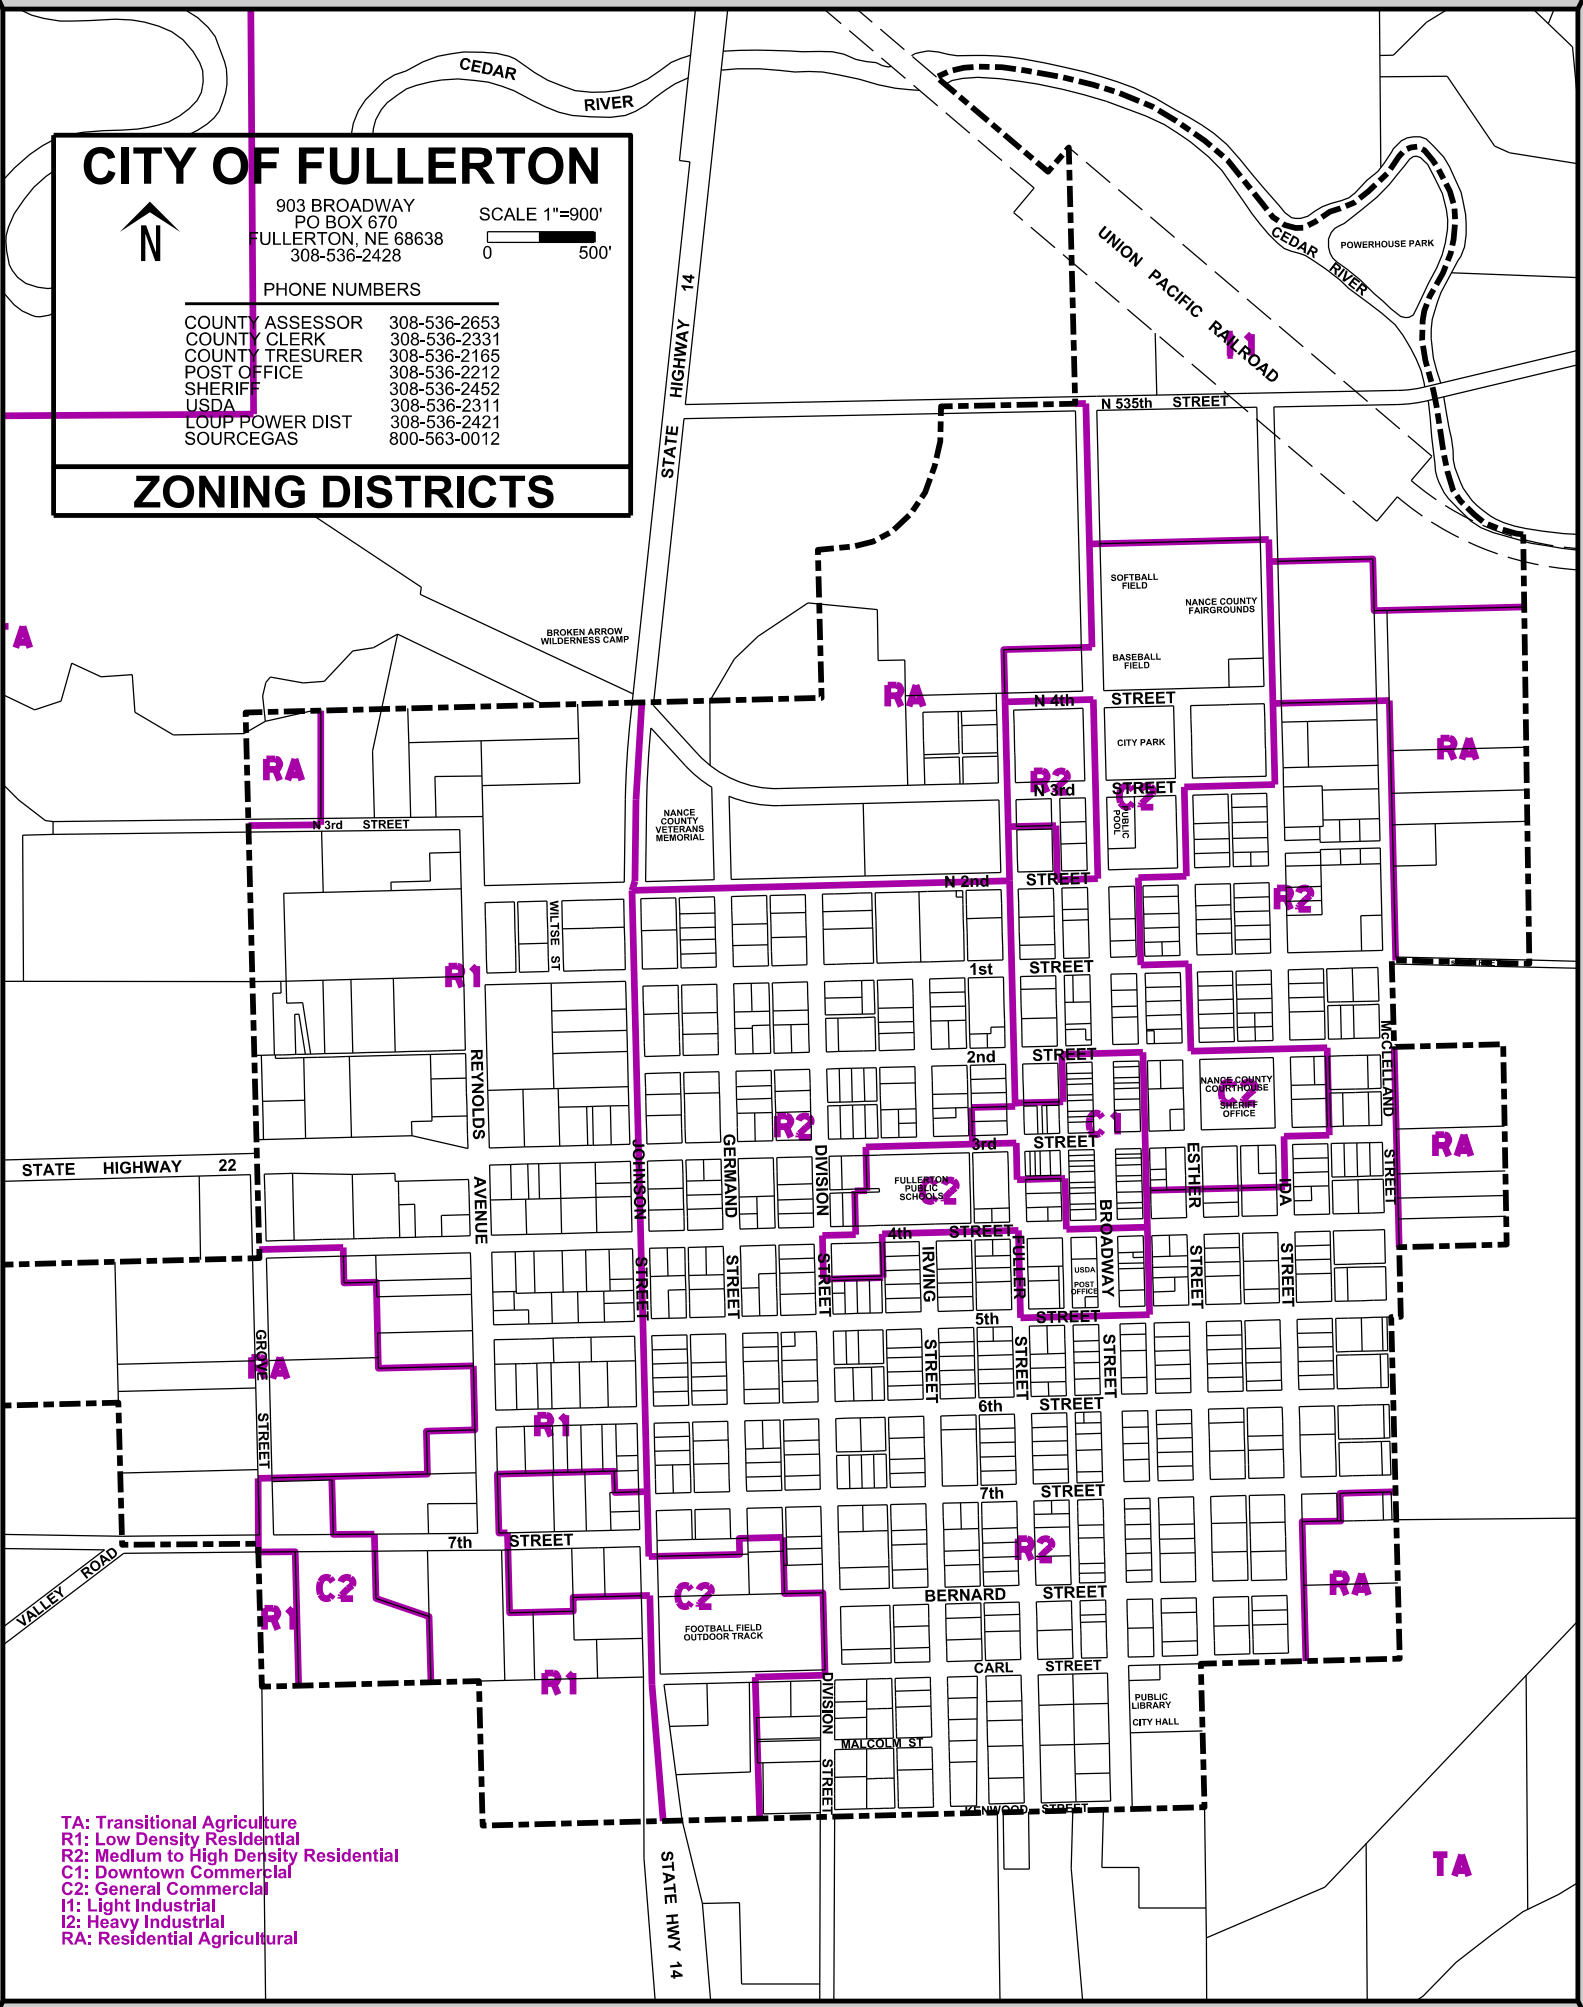 CEDAR
RIVER
CITY OF FULLERTON
N
903 BROADWAY
PO BOX 670
FULLERTON, NE 68638
308-536-2428
SCALE 1"=900'
0 500'
PHONE NUMBERS
COUNTY ASSESSOR 308-536-2653
COUNTY CLERK 308-536-2331
COUNTY TRESURER 308-536-2165
POST OFFICE 308-536-2212
SHERIFF 308-536-2452
USDA 308-536-2311
LOUP POWER DIST 308-536-2421
SOURCEGAS 800-563-0012
ZONING DISTRICTS
STATE HIGHWAY 14
UNION PACIFIC RAILROAD
CEDAR RIVER
POWERHOUSE PARK
I1
N 535th STREET
SOFTBALL
FIELD
NANCE COUNTY
FAIRGROUNDS
BASEBALL
FIELD
BROKEN ARROW
WILDERNESS CAMP
TA
RA
N 4th STREET
CITY PARK
RA
RA
R2
N 3rd STREET
C2
PUBLIC
POOL
NANCE
COUNTY
VETERANS
MEMORIAL
N 3rd STREET
N 2nd STREET
R2
WILTSE ST
R1
1st STREET
MCCLELLAND STREET
2nd STREET
REYNOLDS AVENUE
NANCE COUNTY
COURTHOUSE
C2
SHERIFF
OFFICE
R2
C1
RA
STATE HIGHWAY 22
JOHNSON STREET
GERMAND STREET
DIVISION STREET
3rd STREET
FULLERTON
PUBLIC
SCHOOLS
C2
ESTHER STREET
IDA STREET
BROADWAY STREET
4th STREET
IRVING STREET
FULLER STREET
USDA
POST
OFFICE
5th STREET
GROVE STREET
RA
6th STREET
R1
7th STREET
7th STREET
VALLEY ROAD
R2
C2
R1
C2
BERNARD STREET
RA
FOOTBALL FIELD
OUTDOOR TRACK
CARL STREET
R1
DIVISION STREET
PUBLIC
LIBRARY
CITY HALL
MALCOLM ST
KENWOOD STREET
STATE HWY 14
TA
TA: Transitional Agriculture
R1: Low Density Residential
R2: Medium to High Density Residential
C1: Downtown Commercial
C2: General Commercial
I1: Light Industrial
I2: Heavy Industrial
RA: Residential Agricultural